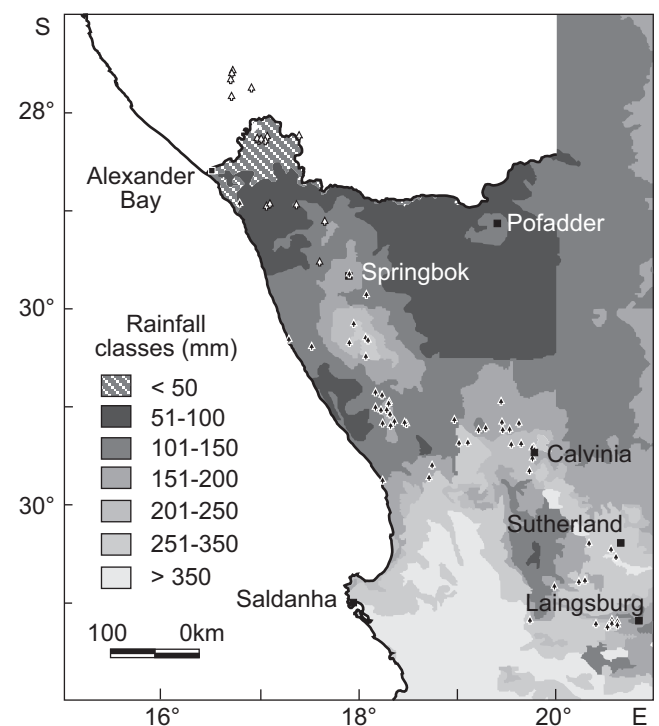 S
28°
Alexander
Bay
Pofadder
Springbok
30°
Rainfall
classes (mm)
< 50
51-100
101-150
151-200
201-250
251-350
> 350
Calvinia
30°
Sutherland
Saldanha
Laingsburg
100 0km
16° 18° 20° E